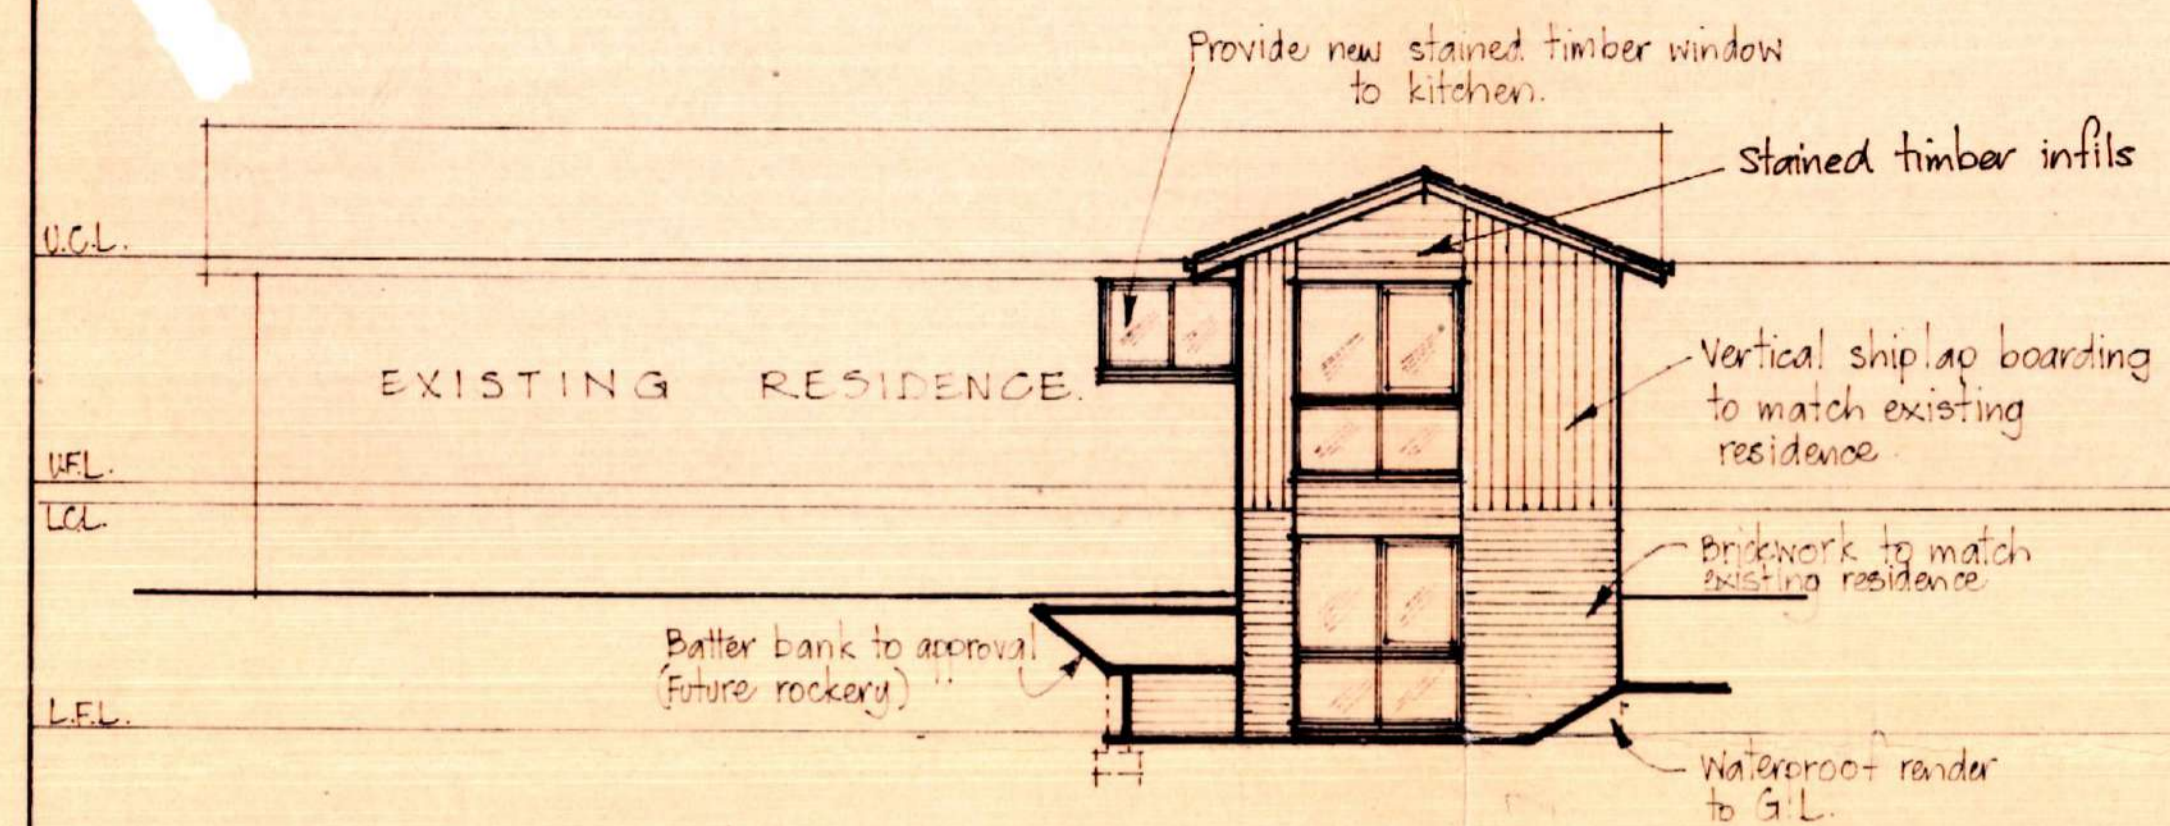 Provide new stained timber window
to kitchen.
Stained timber infils
U.C.L.
EXISTING RESIDENCE.
Vertical shiplap boarding
to match existing
residence
U.F.L.
L.C.L.
Brickwork to match
existing residence
Batter bank to approval
(Future rockery)
L.F.L.
Waterproof render
to G.L.